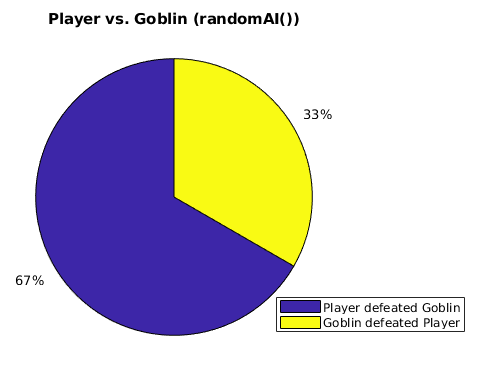 Player vs. Goblin (randomAI())
33%
67%
Player defeated Goblin
Goblin defeated Player